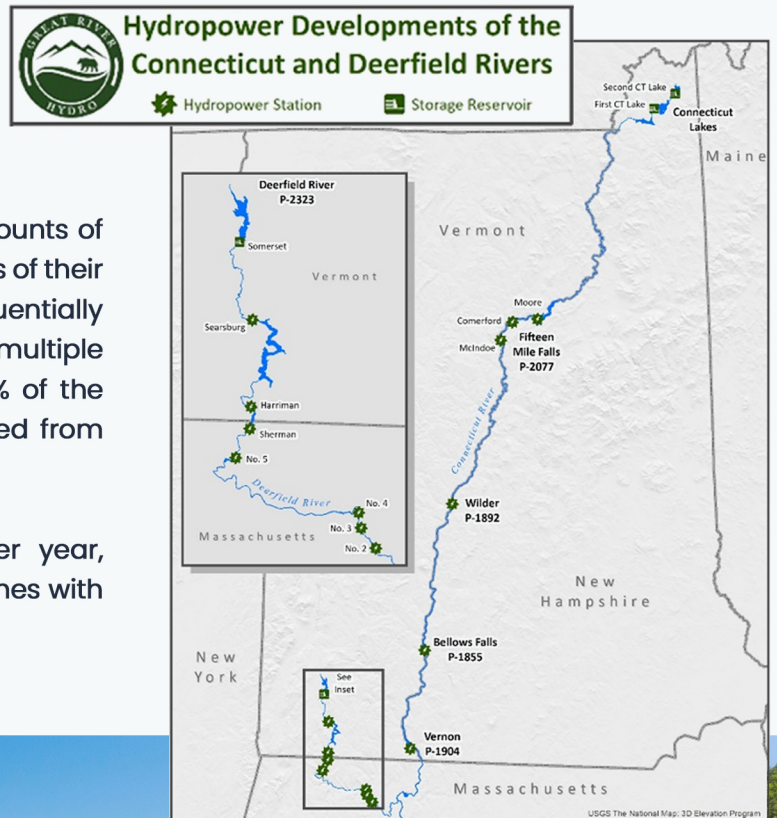 GREAT RIVER
HYDRO
Hydropower Developments of the
Connecticut and Deerfield Rivers
Hydropower Station
Storage Reservoir
ounts of
s of their
uentially
multiple
% of the
ed from
er year,
nes with
Second CT Lake
First CT Lake
Connecticut
Lakes
Maine
Vermont
Moore
Comerford
McIndoe
Fifteen
Mile Falls
P-2077
Connecticut River
Wilder
P-1892
New
Hampshire
Bellows Falls
P-1855
New
York
See
Inset
Vernon
P-1904
Massachusetts
USGS The National Map: 3D Elevation Program
Deerfield River
P-2323
Somerset
Vermont
Searsburg
Harriman
Sherman
No. 5
Deerfield River
No. 4
Massachusetts
No. 3
No. 2